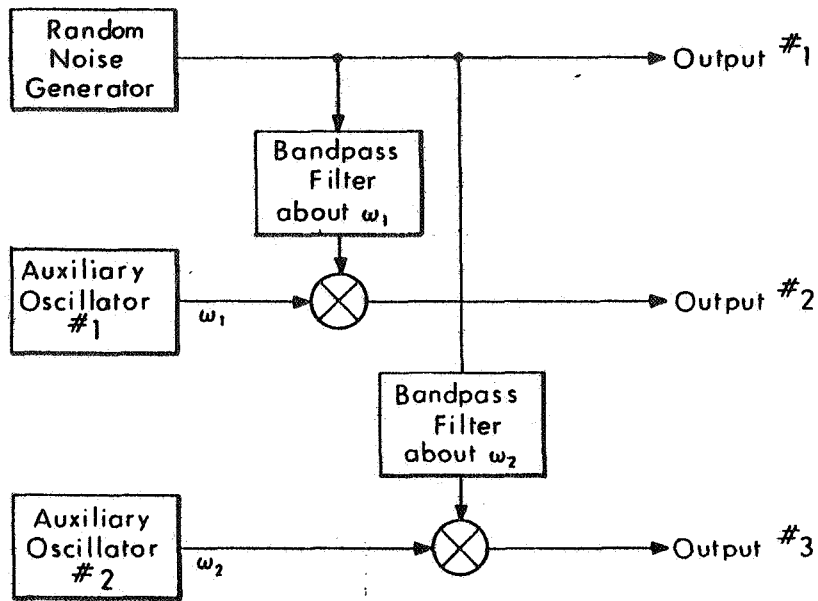 Random
Noise
Generator
Output #1
Bandpass
Filter
about ω₁
Auxiliary
Oscillator
#1
ω₁
Output #2
Bandpass
Filter
about ω₂
Auxiliary
Oscillator
#2
ω₂
Output #3